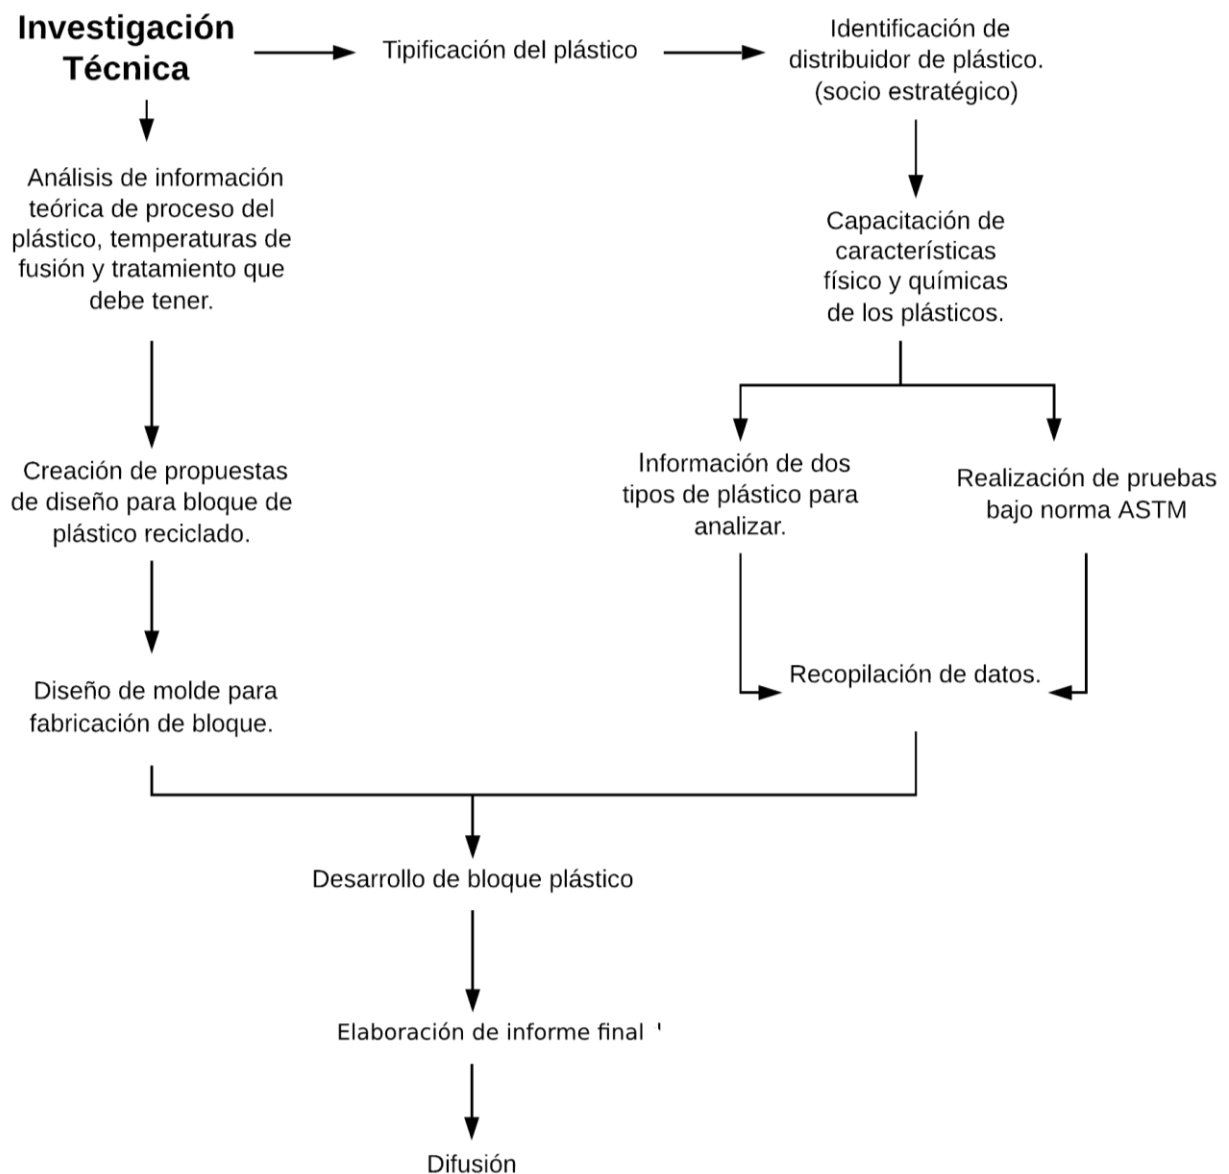 Investigación
Técnica
Tipificación del plástico
Identificación de
distribuidor de plástico.
(socio estratégico)
Análisis de información
teórica de proceso del
plástico, temperaturas de
fusión y tratamiento que
debe tener.
Capacitación de
características
físico y químicas
de los plásticos.
Creación de propuestas
de diseño para bloque de
plástico reciclado.
Información de dos
tipos de plástico para
analizar.
Realización de pruebas
bajo norma ASTM
Diseño de molde para
fabricación de bloque.
Recopilación de datos.
Desarrollo de bloque plástico
Elaboración de informe final '
Difusión